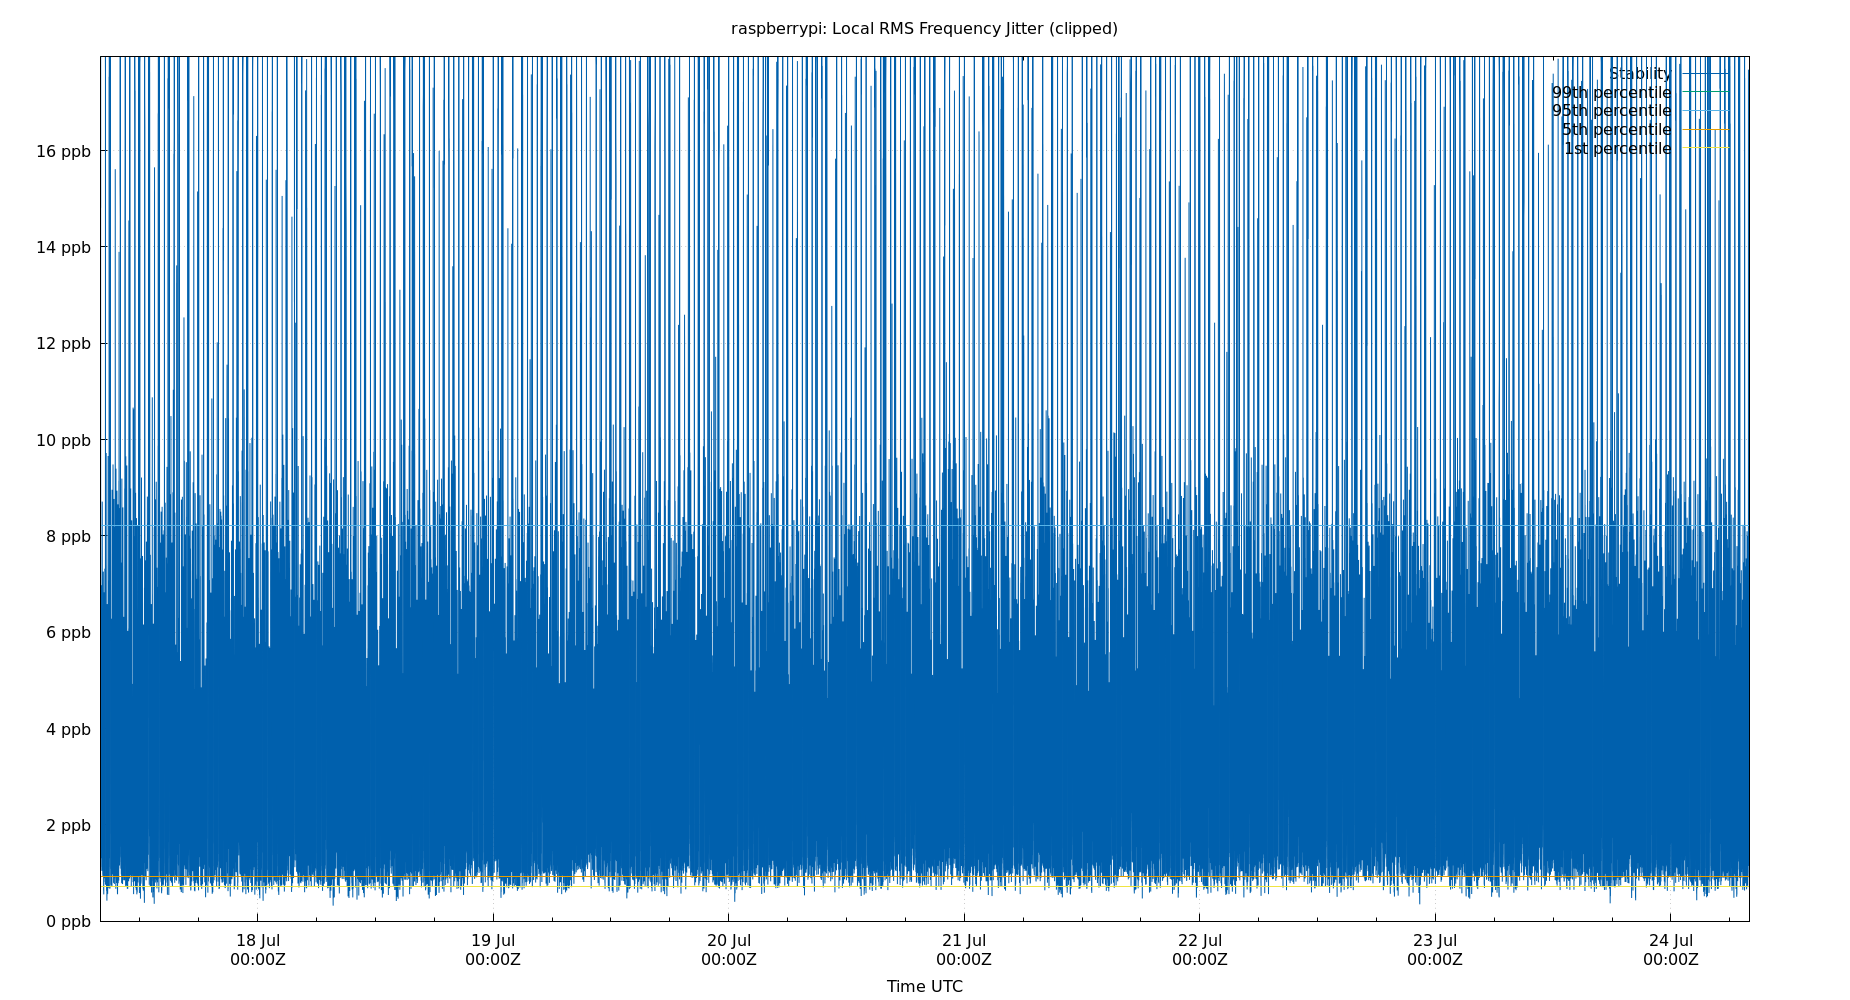 raspberrypi: Local RMS Frequency Jitter (clipped)
Stability
99th percentile
95th percentile
5th percentile
1st percentile
16 ppb
14 ppb
12 ppb
10 ppb
8 ppb
6 ppb
4 ppb
2 ppb
0 ppb
18 Jul 19 Jul 20 Jul 21 Jul 22 Jul 23 Jul 24 Jul
00:00Z 00:00Z 00:00Z 00:00Z 00:00Z 00:00Z 00:00Z
Time UTC